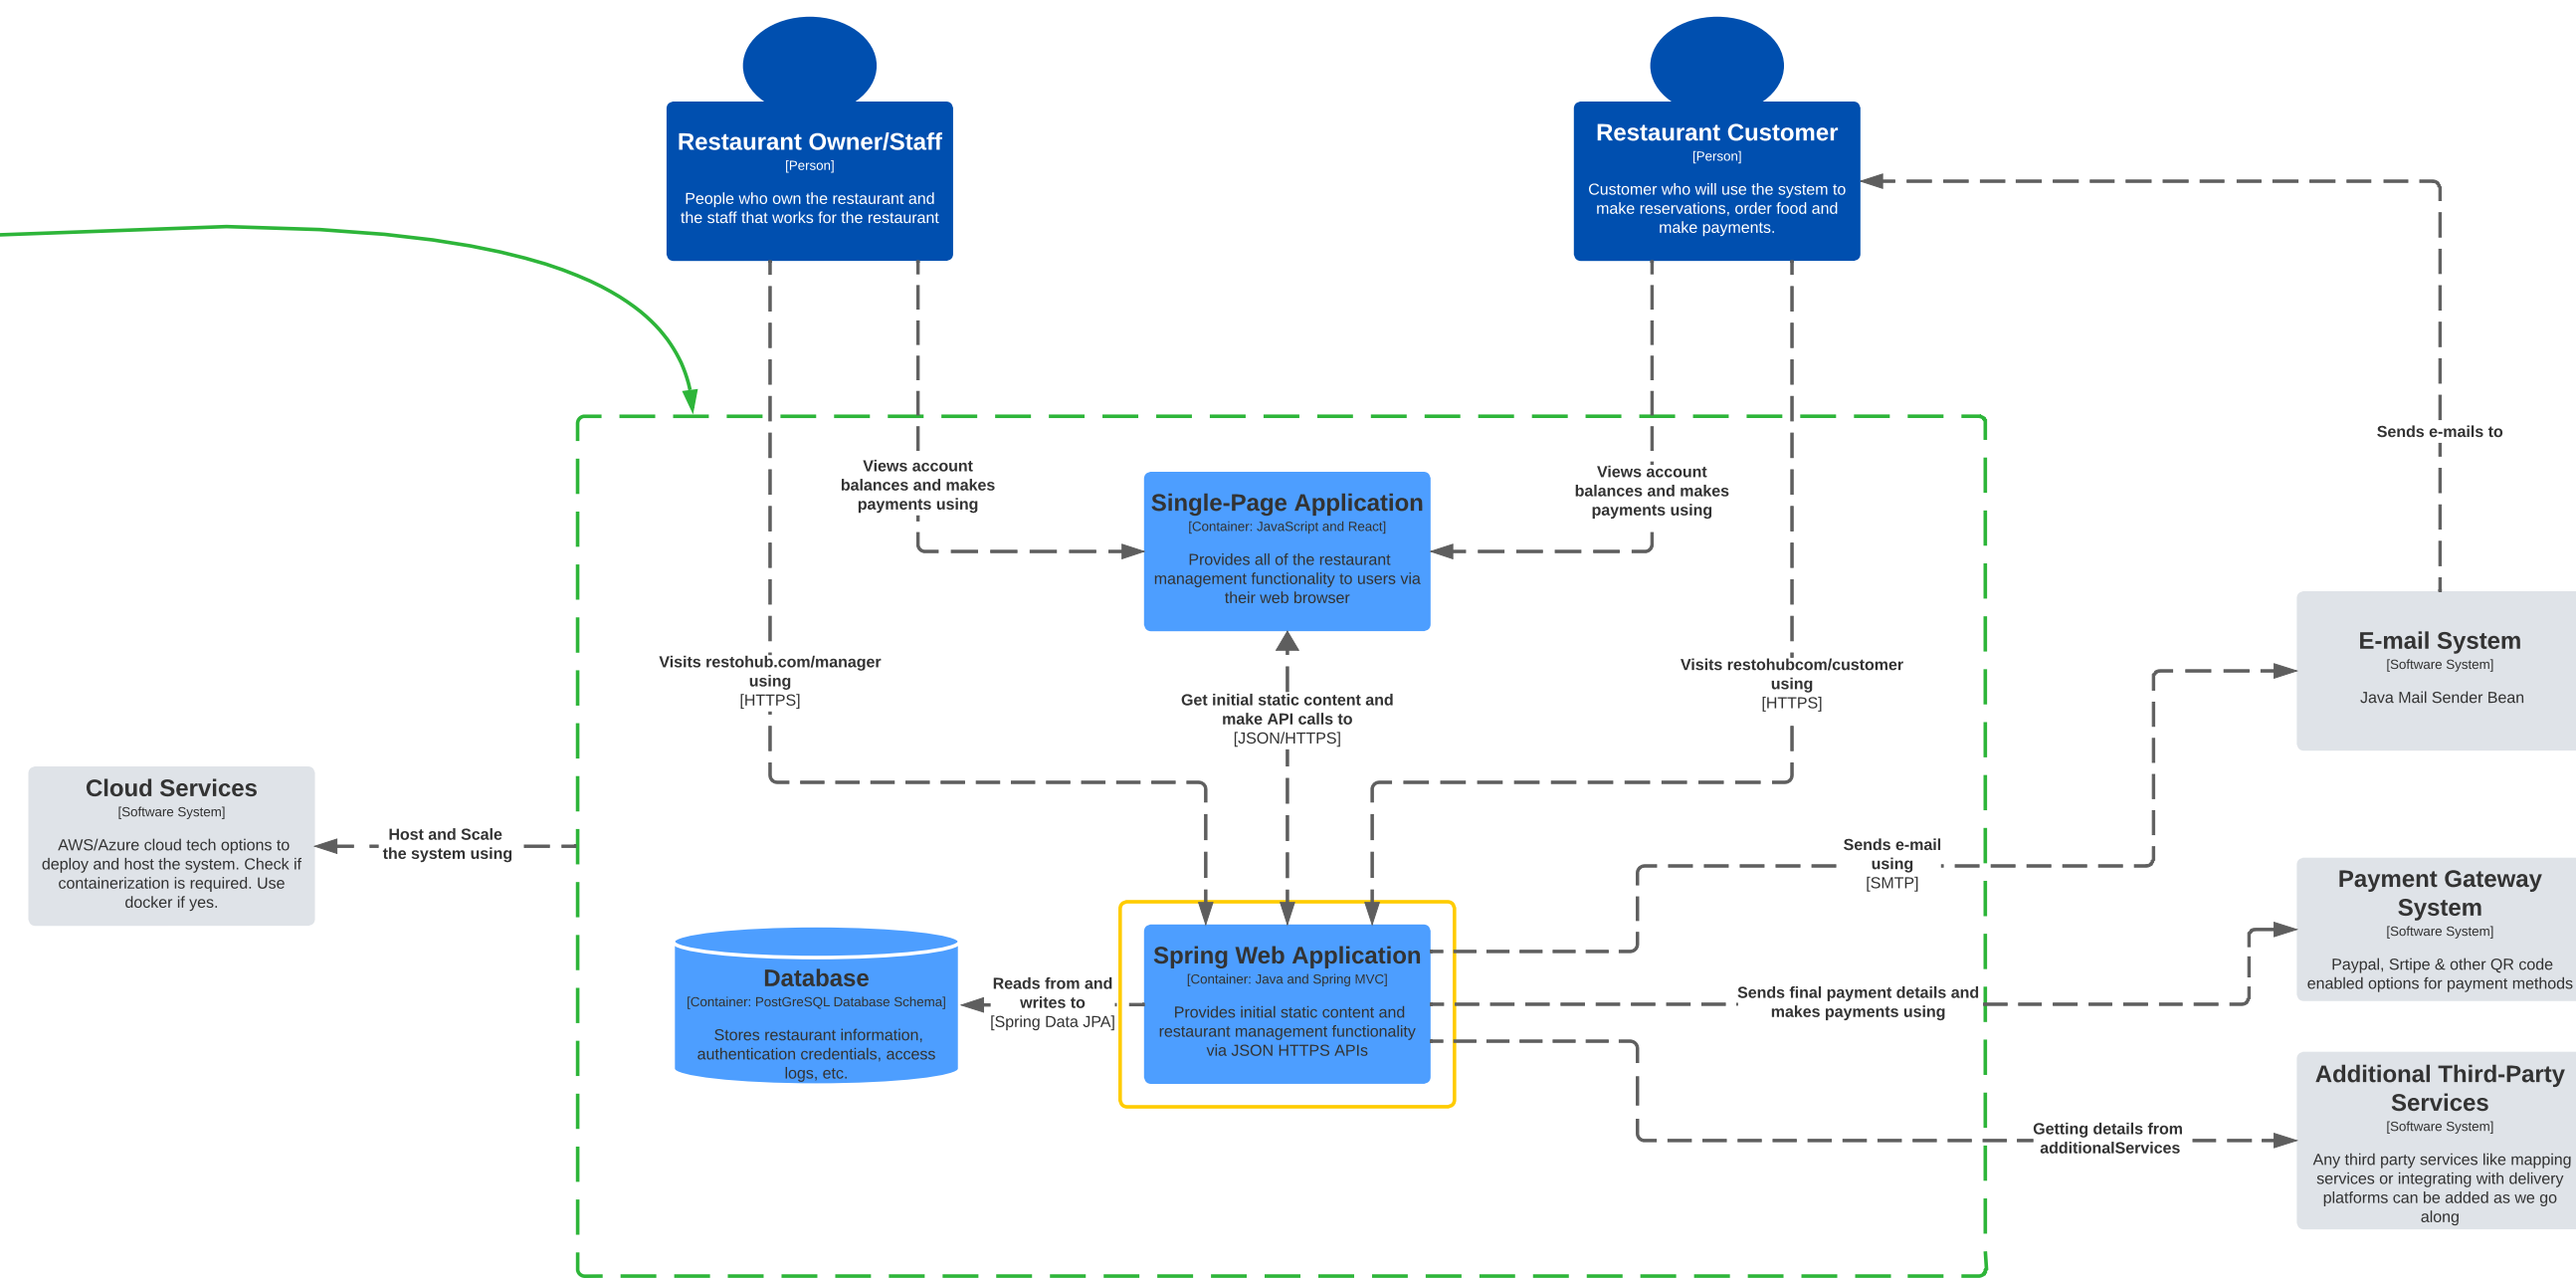 Restaurant Owner/Staff
[Person]
People who own the restaurant and
the staff that works for the restaurant
Restaurant Customer
[Person]
Customer who will use the system to
make reservations, order food and
make payments.
Sends e-mails to
Views account
balances and makes
payments using
Single-Page Application
[Container: JavaScript and React]
Provides all of the restaurant
management functionality to users via
their web browser
Views account
balances and makes
payments using
Visits restohub.com/manager
using
[HTTPS]
Get initial static content and
make API calls to
[JSON/HTTPS]
Visits restohubcom/customer
using
[HTTPS]
E-mail System
[Software System]
Java Mail Sender Bean
Cloud Services
[Software System]
AWS/Azure cloud tech options to
deploy and host the system. Check if
containerization is required. Use
docker if yes.
Host and Scale
the system using
Sends e-mail
using
[SMTP]
Payment Gateway
System
[Software System]
Paypal, Srtipe & other QR code
enabled options for payment methods
Database
[Container: PostGreSQL Database Schema]
Stores restaurant information,
authentication credentials, access
logs, etc.
Reads from and
writes to
[Spring Data JPA]
Spring Web Application
[Container: Java and Spring MVC]
Provides initial static content and
restaurant management functionality
via JSON HTTPS APIs
Sends final payment details and
makes payments using
Getting details from
additionalServices
Additional Third-Party
Services
[Software System]
Any third party services like mapping
services or integrating with delivery
platforms can be added as we go
along